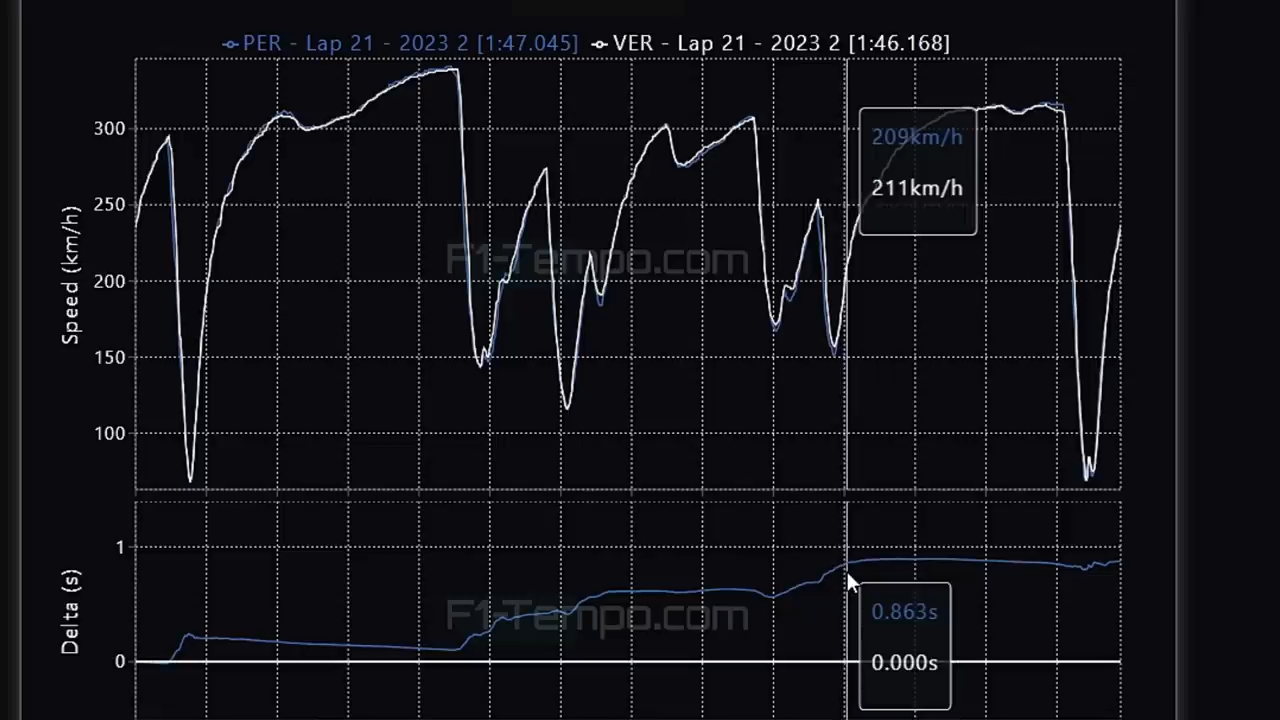 PER - Lap 21 - 2023 2 [1:47.045] VER - Lap 21 - 2023 2 [1:46.168]
300
250
200
150
100
Speed (km/h)
209km/h
211km/h
F1-Tempo.com
1
0
Delta (s)
F1-Tempo.com
0.863s
0.000s